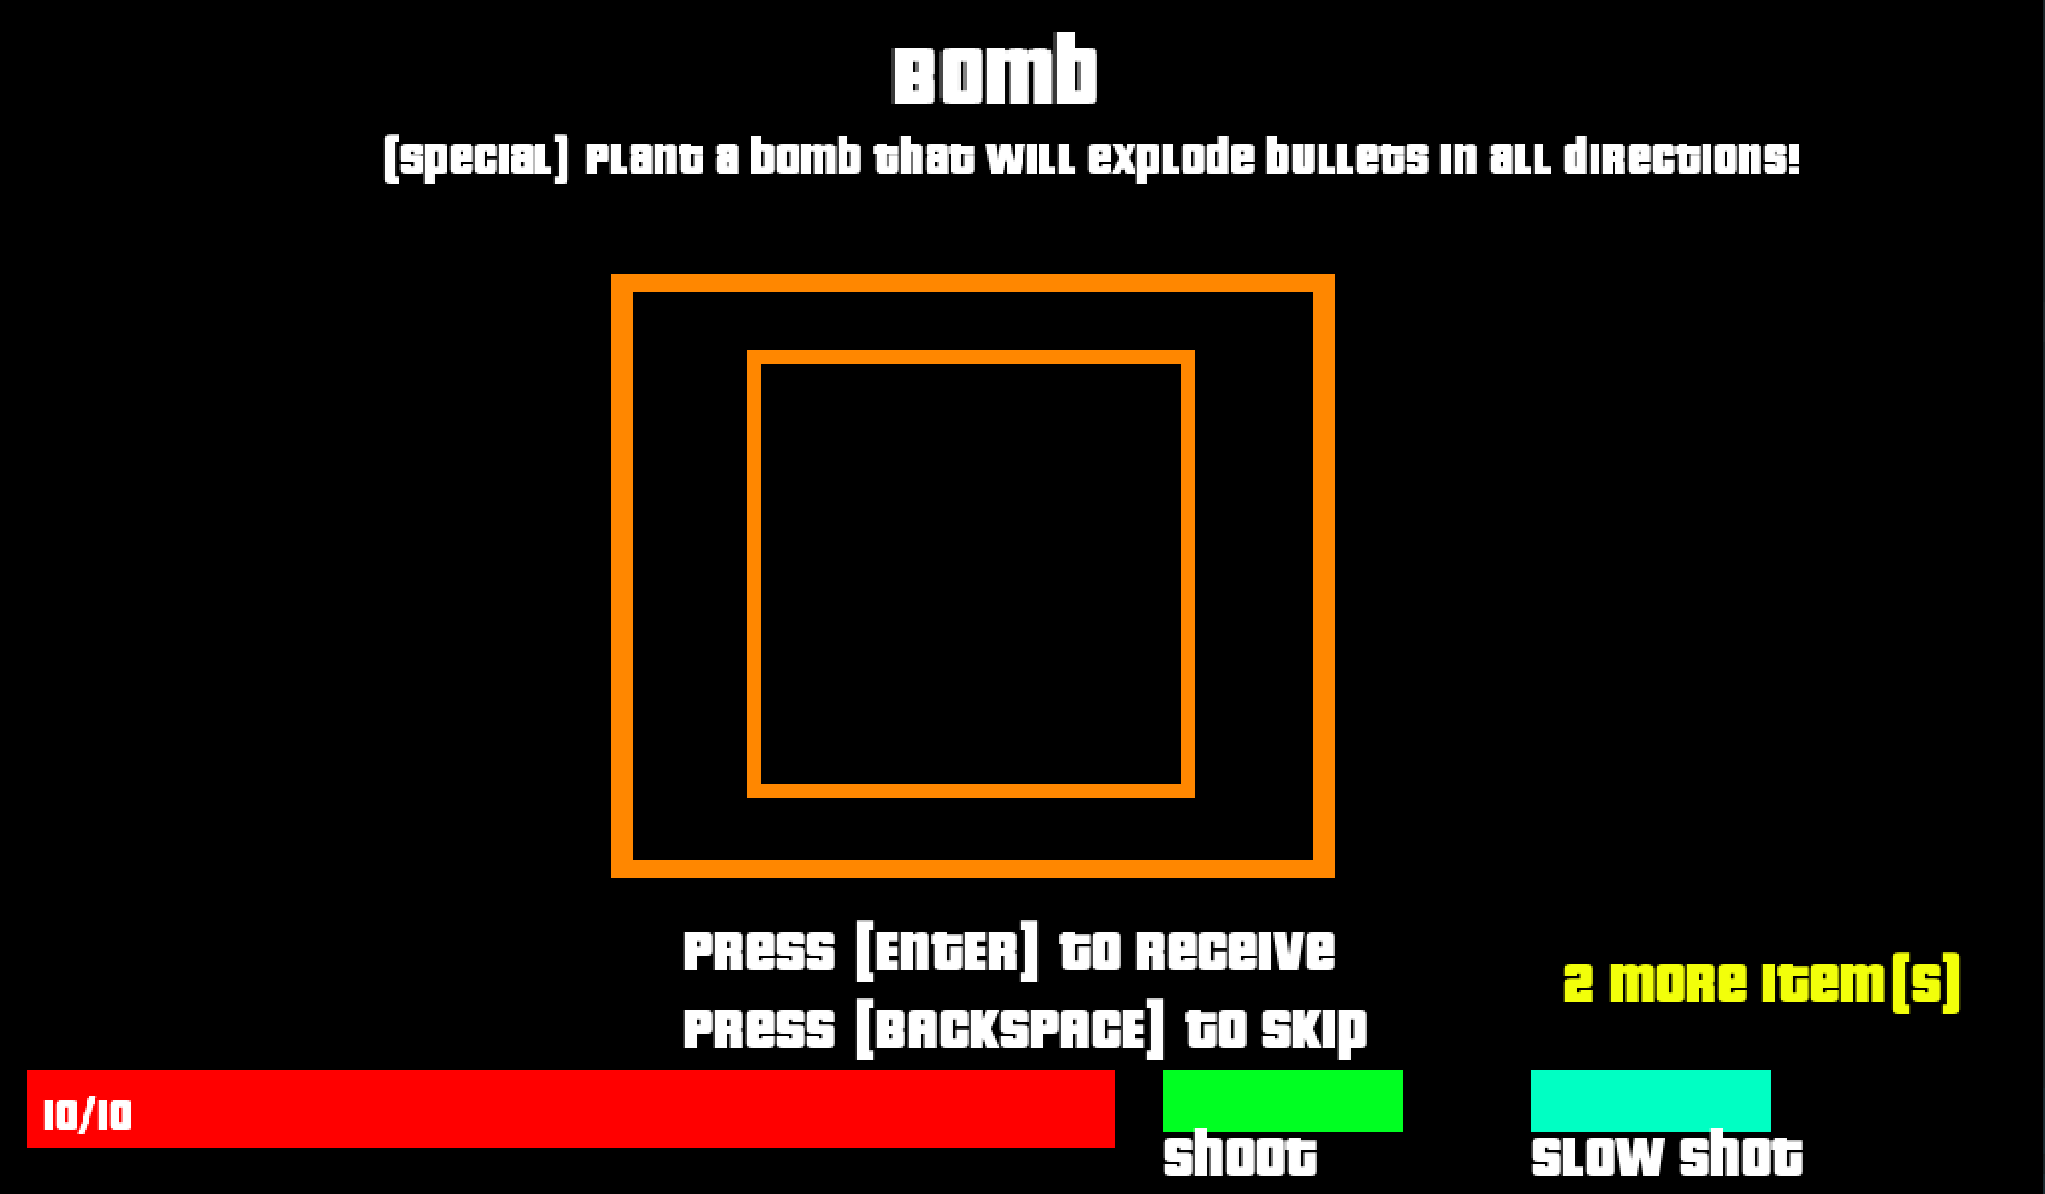 Bomb
(special) Plant a bomb that will explode bullets in all directions!
Press [Enter] to receive
2 more item(s)
Press [Backspace] to skip
10/10
shoot
slow shot